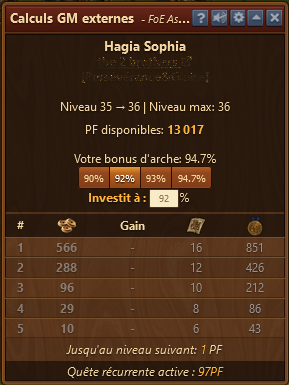 Calculs GM externes - FoE As...
Hagia Sophia
Niveau 35 → 36 | Niveau max: 36
PF disponibles: 13 017
Votre bonus d'arche: 94.7%
90% 92% 93% 94.7%
Investit à : 92 %
# Gain
1 566 - 16 851
2 288 - 12 426
3 96 - 10 212
4 29 - 8 86
5 10 - 6 43
Jusqu'au niveau suivant: 1 PF
Quête récurrente active : 97PF